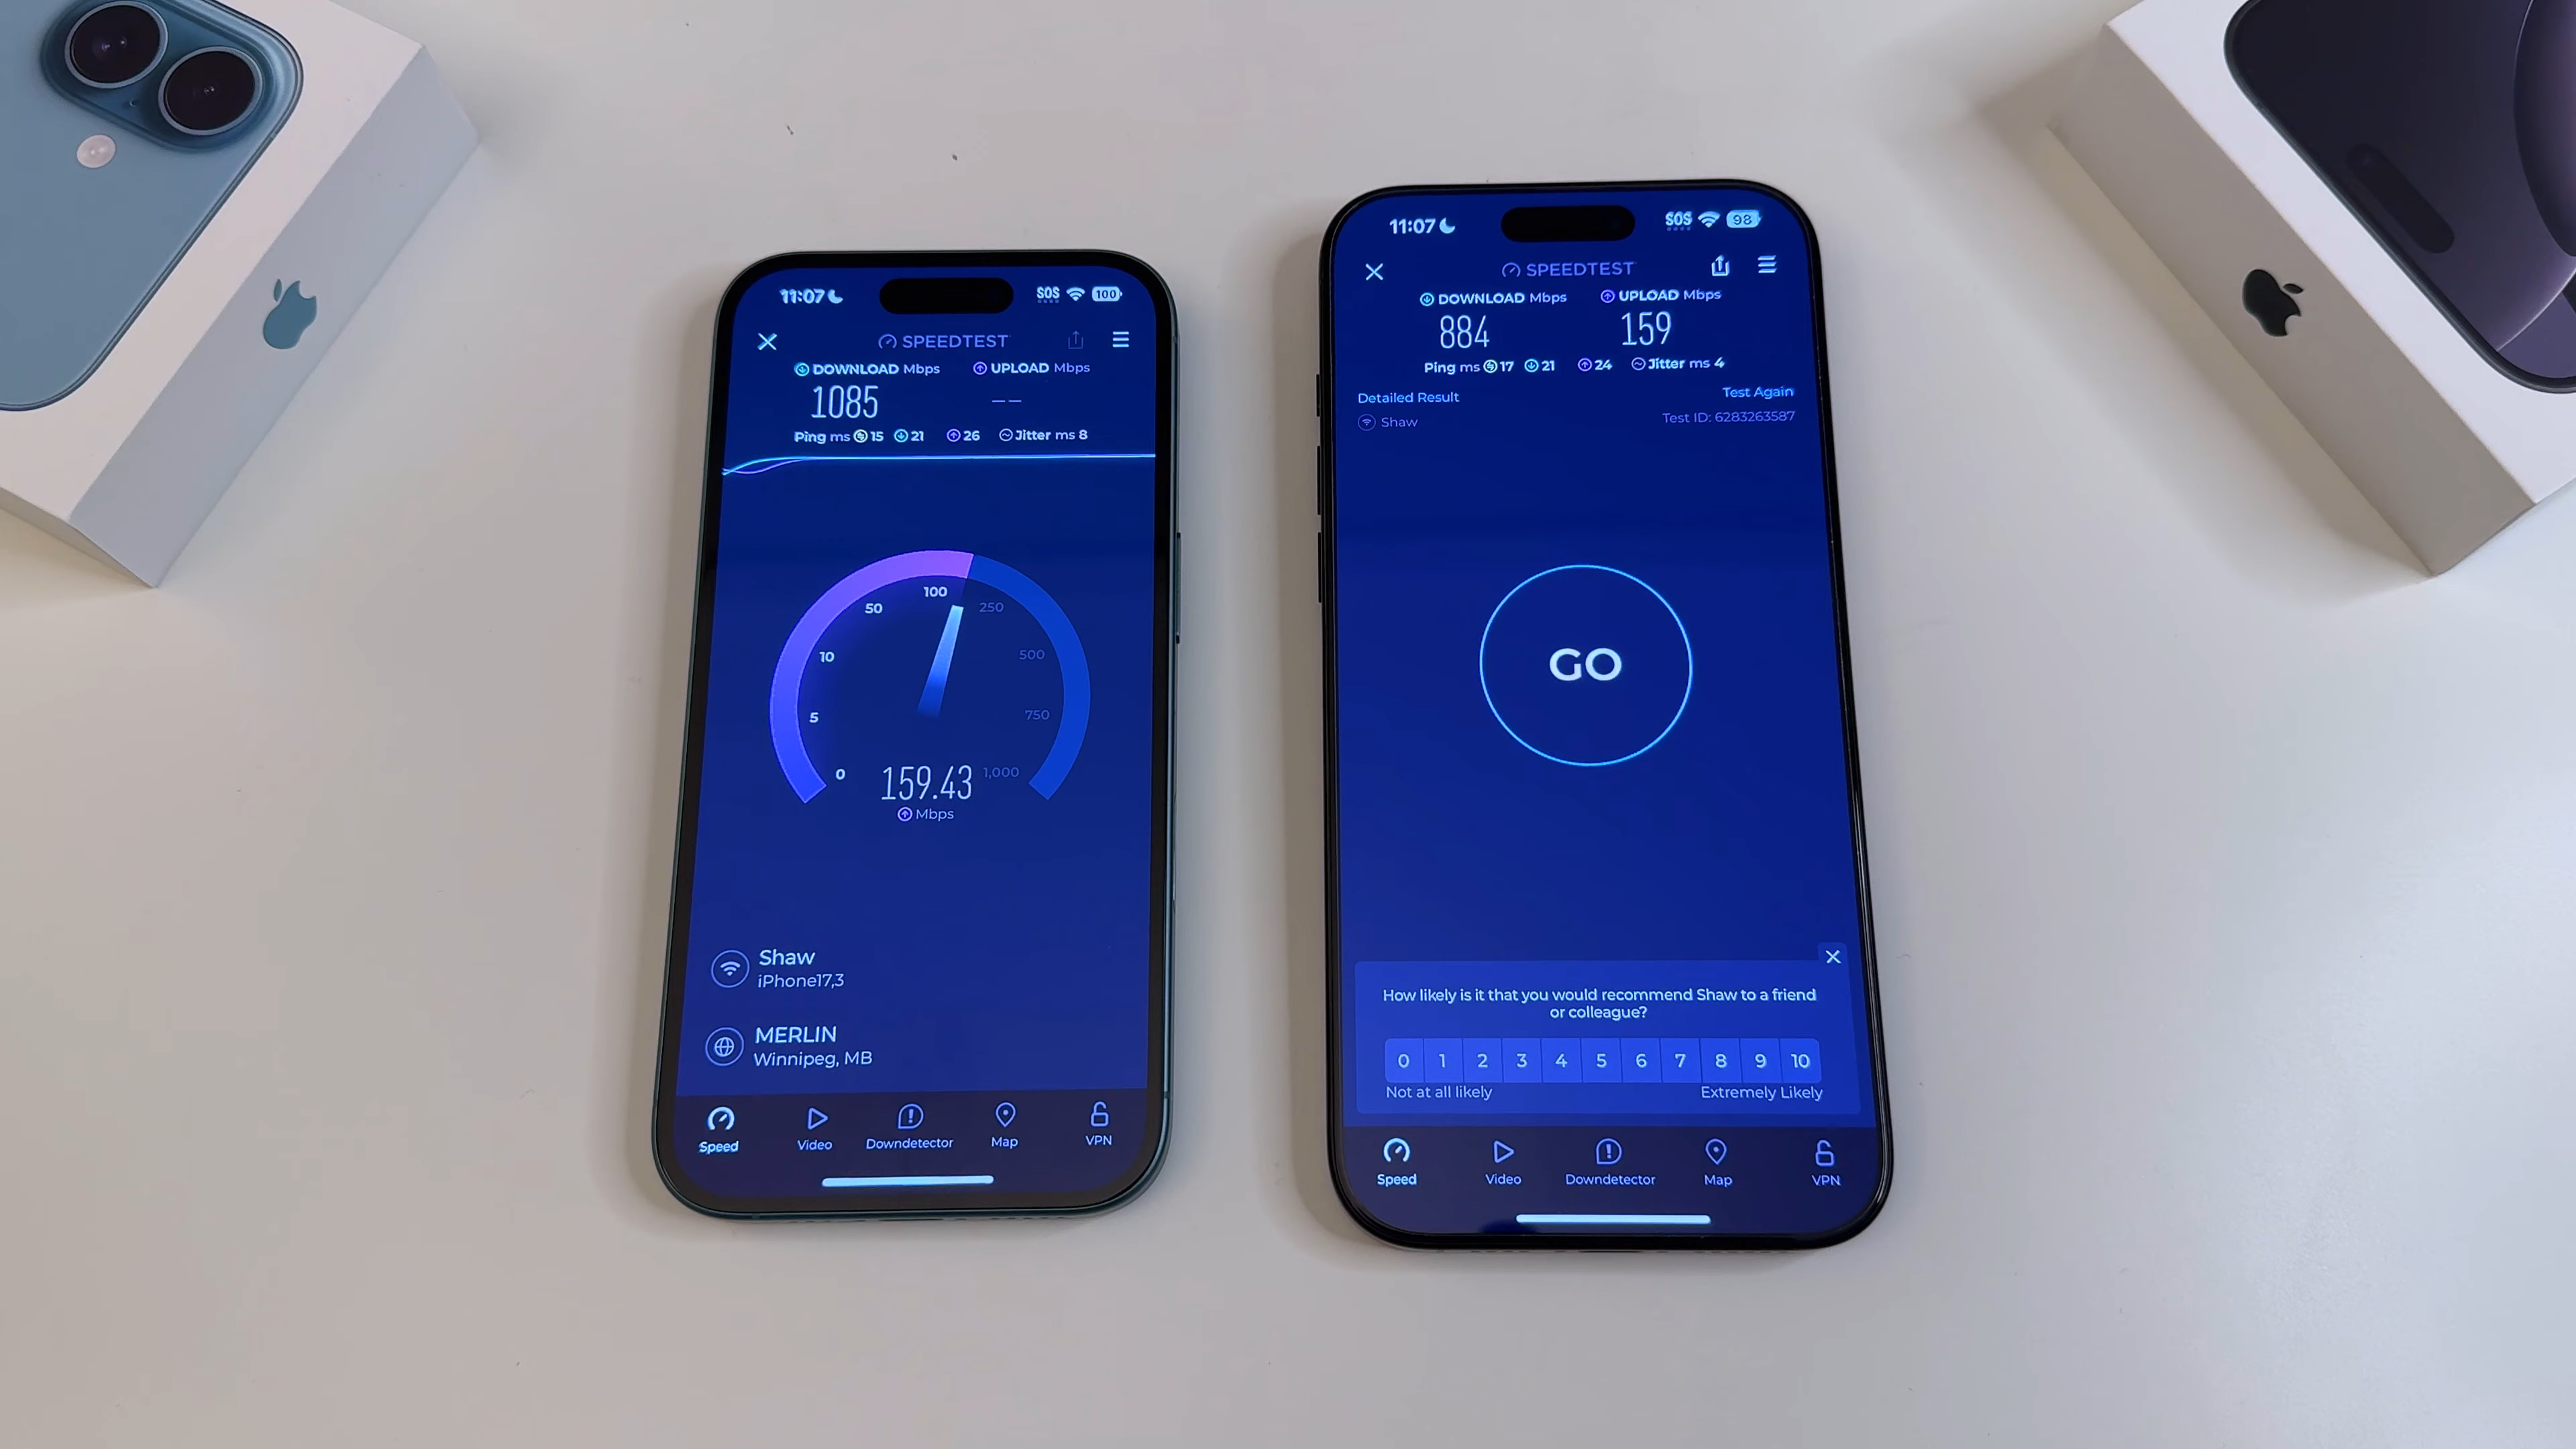 11:07
SOS 100
SPEEDTEST
DOWNLOAD Mbps
UPLOAD Mbps
1085
— —
Ping ms 15 21 26 Jitter ms 8
0
5
10
50
100
250
500
750
1,000
159.43
Mbps
Shaw
iPhone17,3
MERLIN
Winnipeg, MB
Speed
Video
Downdetector
Map
VPN
11:07
SOS 98
SPEEDTEST
DOWNLOAD Mbps
UPLOAD Mbps
884
159
Ping ms 17 21 24 Jitter ms 4
Detailed Result
Test Again
Shaw
Test ID: 6283263587
GO
How likely is it that you would recommend Shaw to a friend
or colleague?
0 1 2 3 4 5 6 7 8 9 10
Not at all likely
Extremely Likely
Speed
Video
Downdetector
Map
VPN